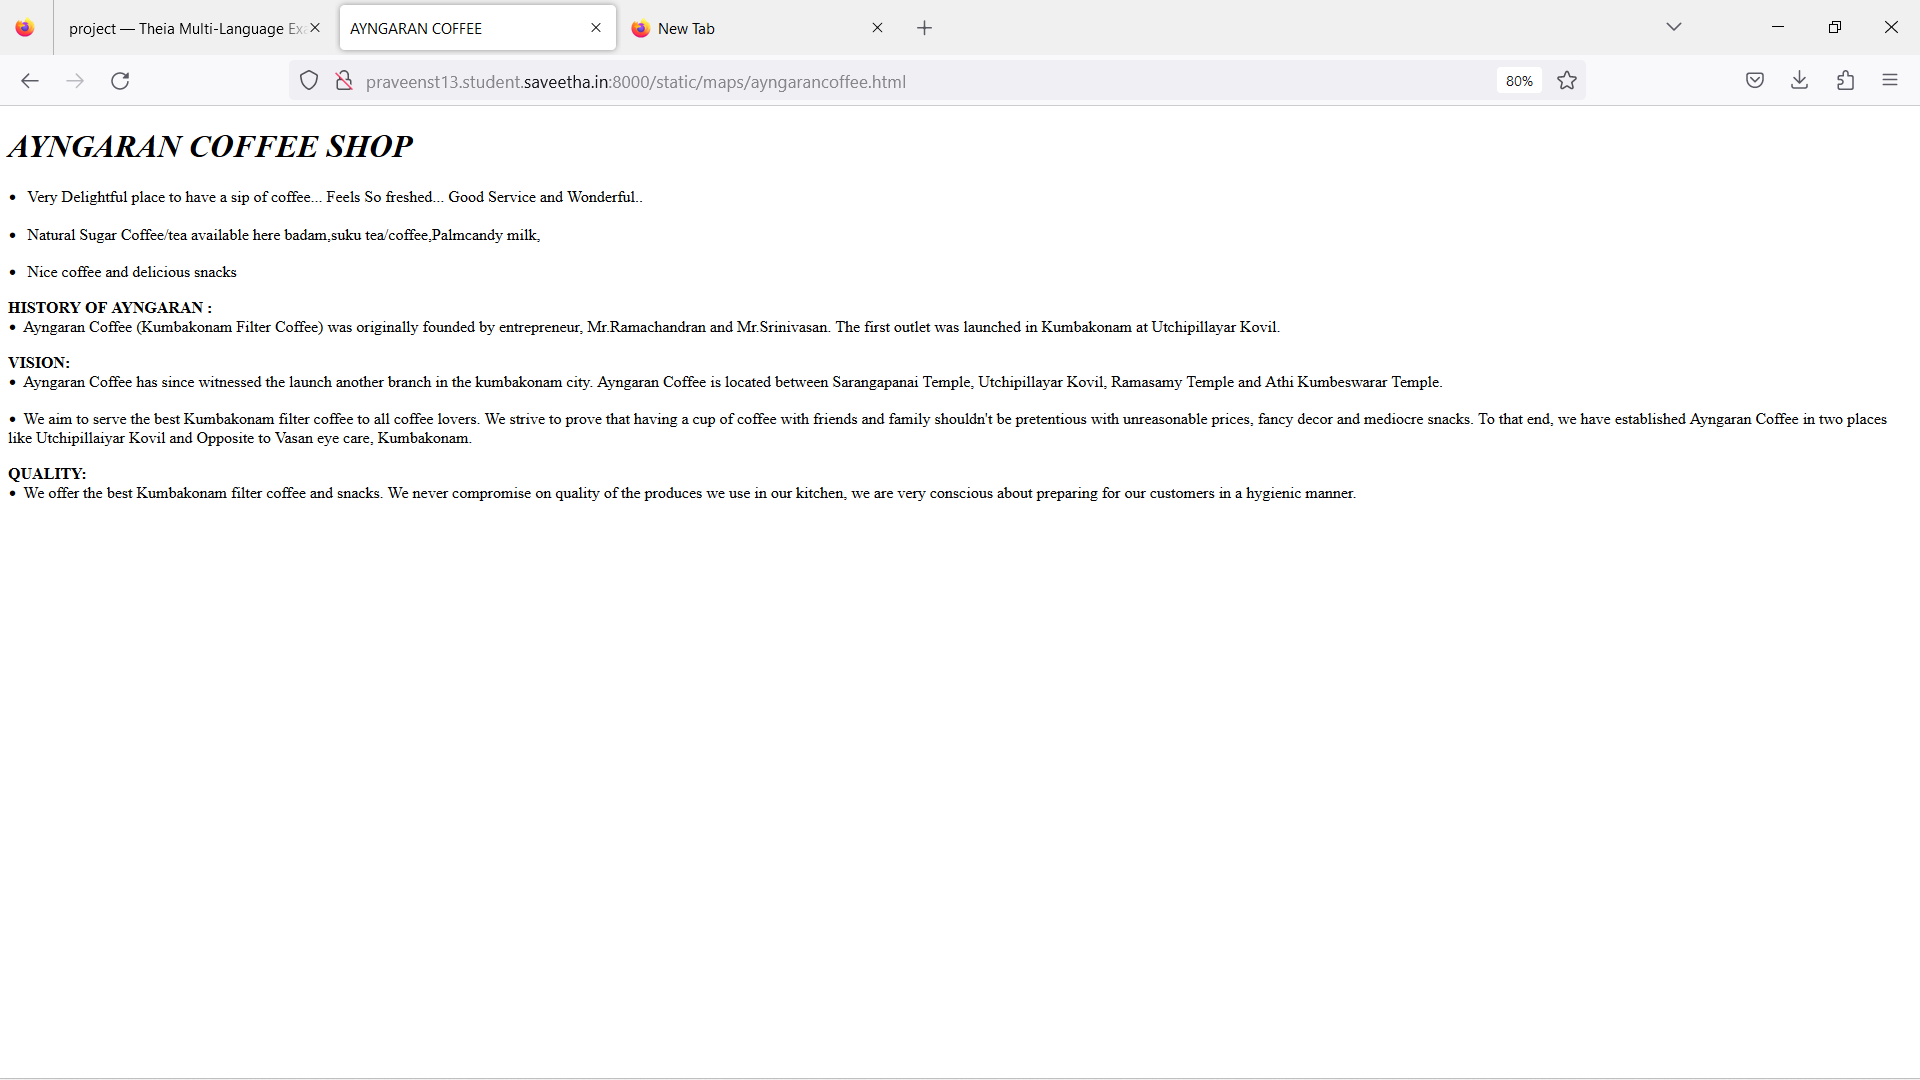 project — Theia Multi-Language Exa
AYNGARAN COFFEE
New Tab
praveenst13.student.saveetha.in:8000/static/maps/ayngarancoffee.html
80%
AYNGARAN COFFEE SHOP
• Very Delightful place to have a sip of coffee... Feels So freshed... Good Service and Wonderful..
• Natural Sugar Coffee/tea available here badam,suku tea/coffee,Palmcandy milk,
• Nice coffee and delicious snacks
HISTORY OF AYNGARAN :
• Ayngaran Coffee (Kumbakonam Filter Coffee) was originally founded by entrepreneur, Mr.Ramachandran and Mr.Srinivasan. The first outlet was launched in Kumbakonam at Utchipillayar Kovil.
VISION:
• Ayngaran Coffee has since witnessed the launch another branch in the kumbakonam city. Ayngaran Coffee is located between Sarangapanai Temple, Utchipillayar Kovil, Ramasamy Temple and Athi Kumbeswarar Temple.
• We aim to serve the best Kumbakonam filter coffee to all coffee lovers. We strive to prove that having a cup of coffee with friends and family shouldn't be pretentious with unreasonable prices, fancy decor and mediocre snacks. To that end, we have established Ayngaran Coffee in two places
like Utchipillaiyar Kovil and Opposite to Vasan eye care, Kumbakonam.
QUALITY:
• We offer the best Kumbakonam filter coffee and snacks. We never compromise on quality of the produces we use in our kitchen, we are very conscious about preparing for our customers in a hygienic manner.